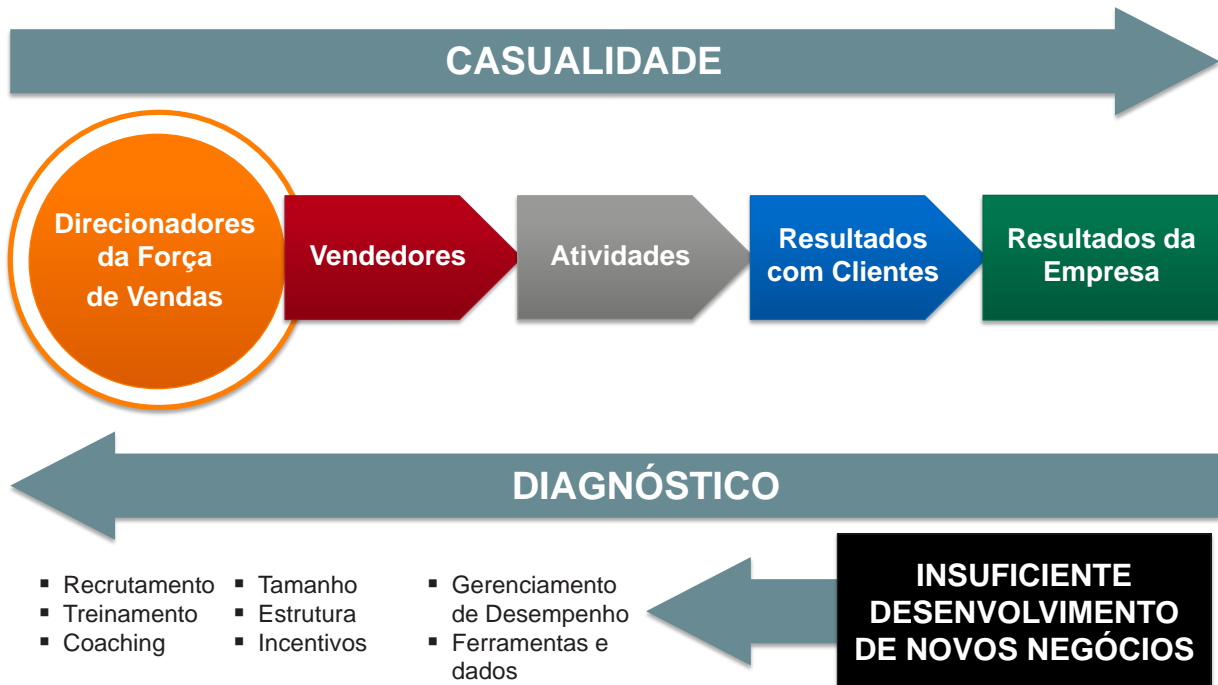 CASUALIDADE
Direcionadores
da Força
de Vendas
Vendedores
Atividades
Resultados
com Clientes
Resultados da
Empresa
DIAGNÓSTICO
▪ Recrutamento
▪ Treinamento
▪ Coaching
▪ Tamanho
▪ Estrutura
▪ Incentivos
▪ Gerenciamento
de Desempenho
▪ Ferramentas e
dados
INSUFICIENTE
DESENVOLVIMENTO
DE NOVOS NEGÓCIOS